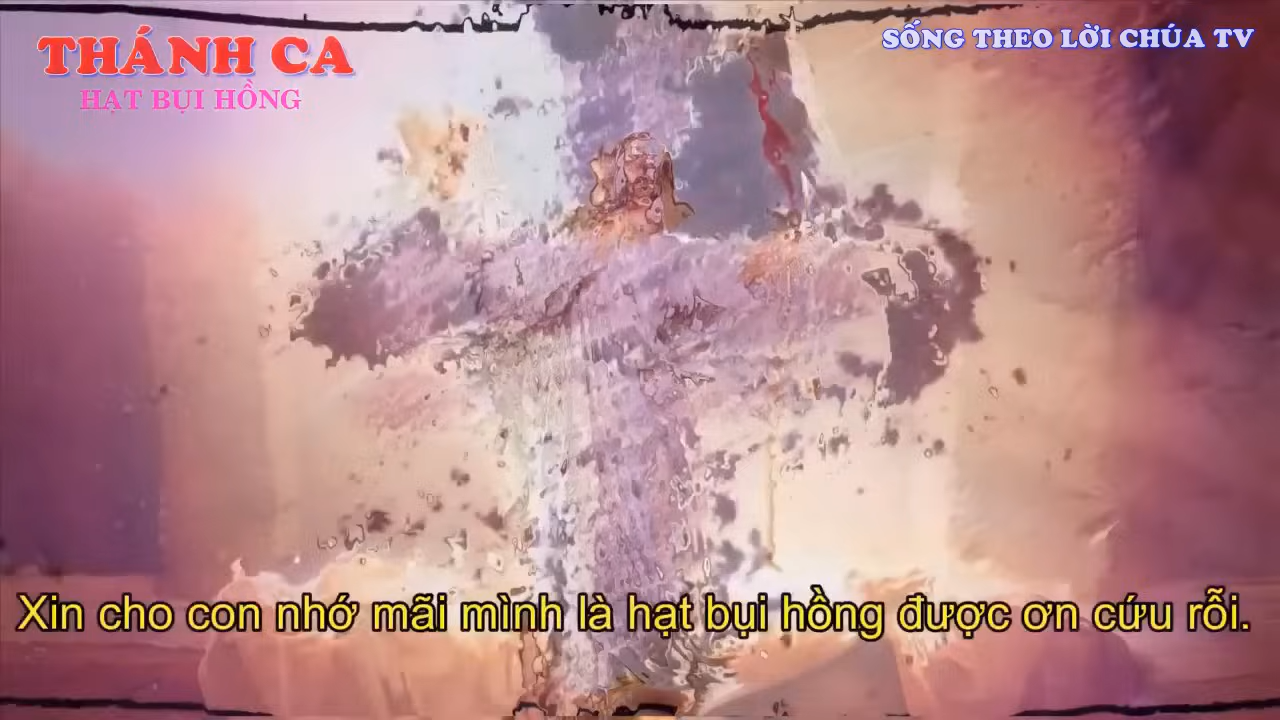 THÁNH CA
HẠT BỤI HỒNG
SỐNG THEO LỜI CHÚA TV
Xin cho con nhớ mãi mình là hạt bụi hồng được ơn cứu rỗi.